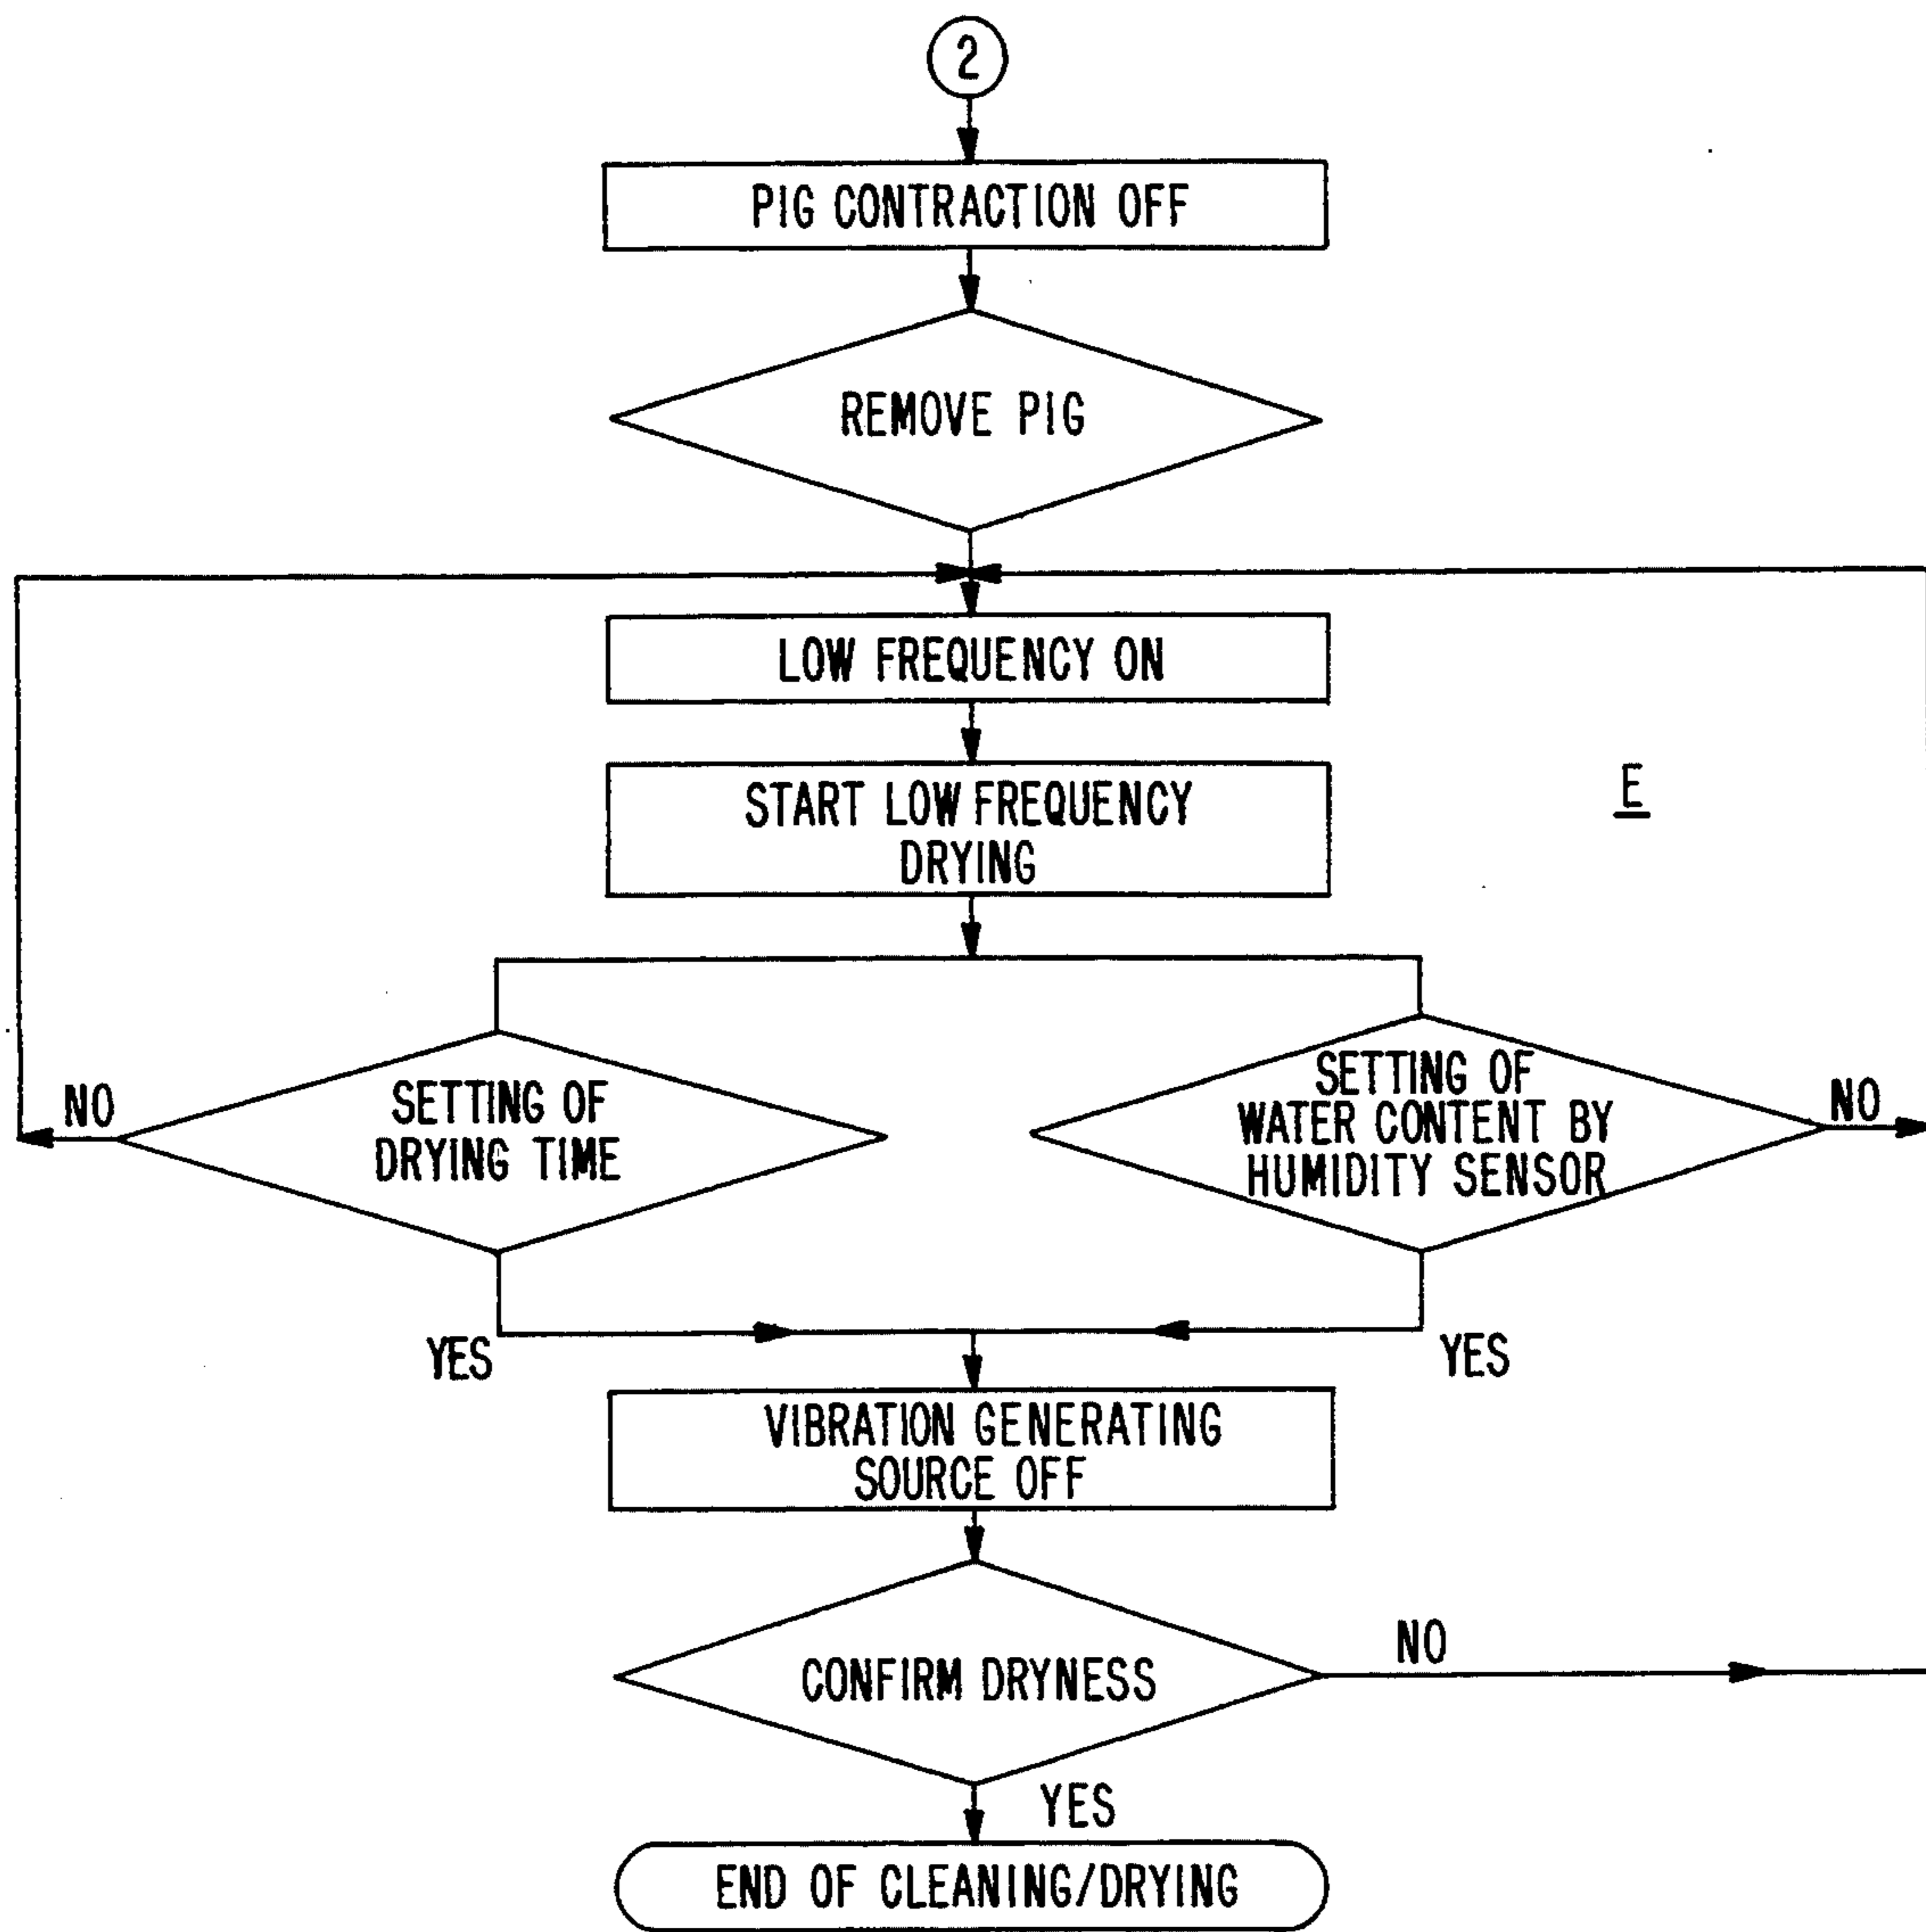 2
PIG CONTRACTION OFF
REMOVE PIG
LOW FREQUENCY ON
START LOW FREQUENCY
DRYING
E
SETTING OF
DRYING TIME
NO
SETTING OF
WATER CONTENT BY
HUMIDITY SENSOR
NO
YES
YES
VIBRATION GENERATING
SOURCE OFF
CONFIRM DRYNESS
NO
YES
END OF CLEANING/DRYING